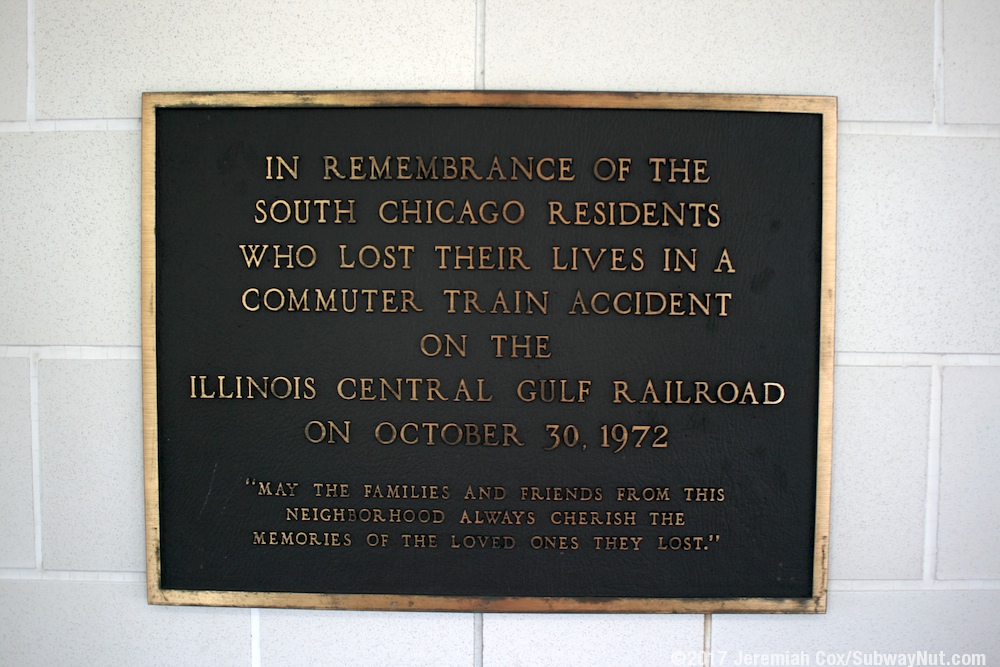 IN REMEMBRANCE OF THE
SOUTH CHICAGO RESIDENTS
WHO LOST THEIR LIVES IN A
COMMUTER TRAIN ACCIDENT
ON THE
ILLINOIS CENTRAL GULF RAILROAD
ON OCTOBER 30, 1972
"MAY THE FAMILIES AND FRIENDS FROM THIS
NEIGHBORHOOD ALWAYS CHERISH THE
MEMORIES OF THE LOVED ONES THEY LOST."
©2017 Jeremiah Cox/SubwayNut.com